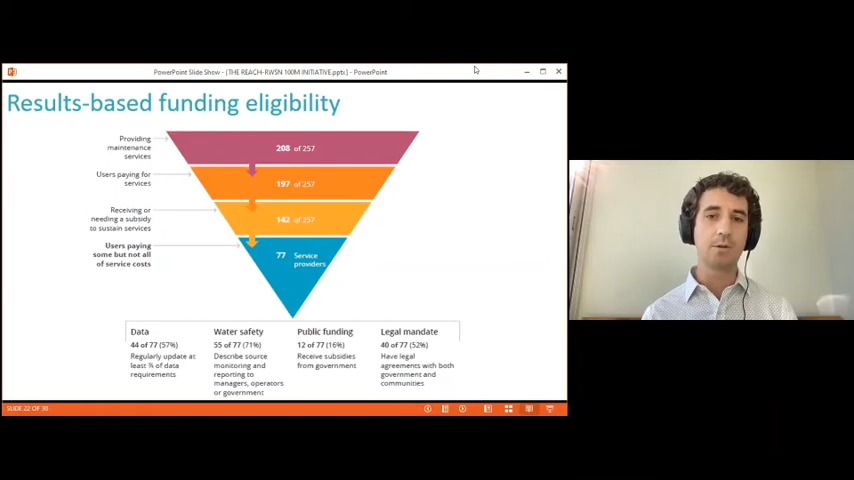 PowerPoint Slide Show - [THE REACH-RWSN 100M INITIATIVE.pptx] - PowerPoint
Results-based funding eligibility
Providing
maintenance
services
208 of 257
Users paying for
services
197 of 257
Receiving or
needing a subsidy
to sustain services
142 of 257
Users paying
some but not all
of service costs
77 Service
providers
Data
44 of 77 (57%)
Regularly update at
least ¾ of data
requirements
Water safety
55 of 77 (71%)
Describe source
monitoring and
reporting to
managers, operators
or government
Public funding
12 of 77 (16%)
Receive subsidies
from government
Legal mandate
40 of 77 (52%)
Have legal
agreements with both
government and
communities
SLIDE 22 OF 30